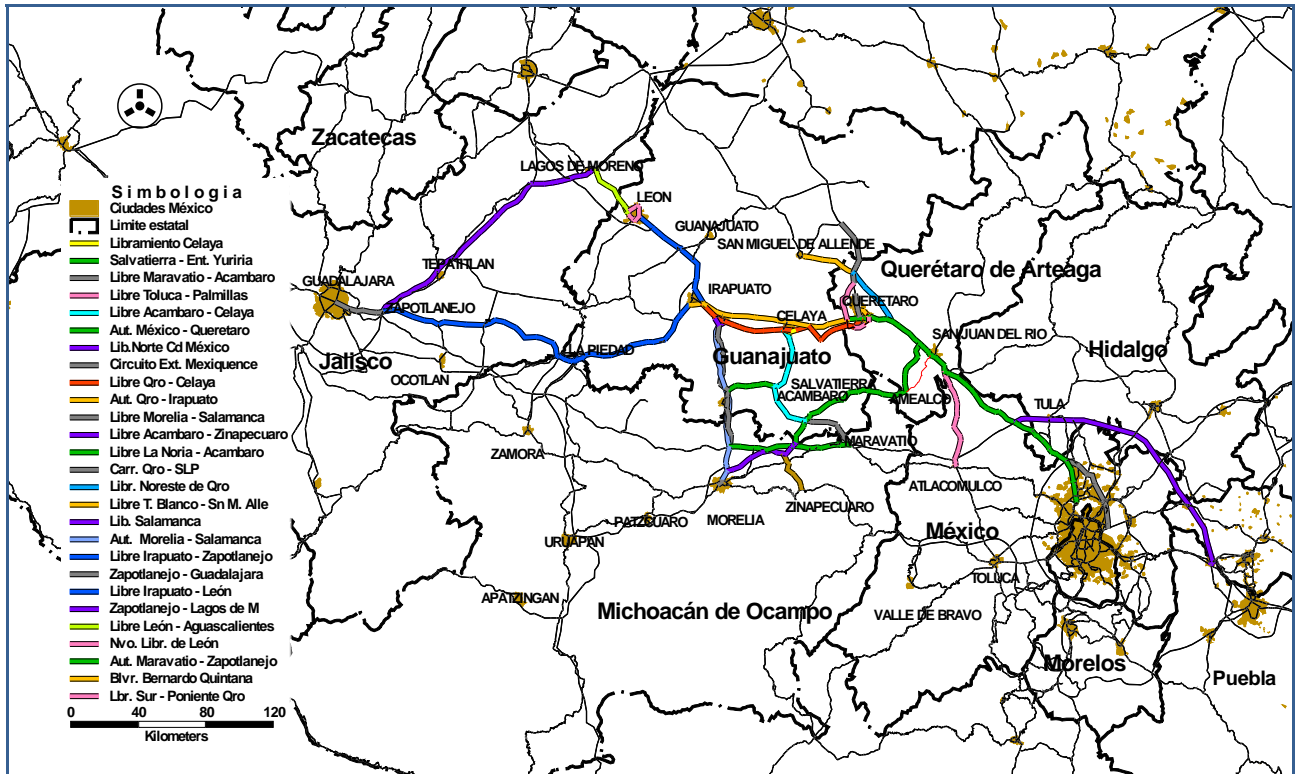 Zacatecas
LAGOS DE MORENO
S i m b o l o g i a
Ciudades México
Limite estatal
Libramiento Celaya
Salvatierra - Ent. Yuriria
Libre Maravatio - Acambaro
Libre Toluca - Palmillas
Libre Acambaro - Celaya
Aut. México - Queretaro
Lib.Norte Cd México
Circuito Ext. Mexiquence
Libre Qro - Celaya
Aut. Qro - Irapuato
Libre Morelia - Salamanca
Libre Acambaro - Zinapecuaro
Libre La Noria - Acambaro
Carr. Qro - SLP
Libr. Noreste de Qro
Libre T. Blanco - Sn M. Alle
Lib. Salamanca
Aut. Morelia - Salamanca
Libre Irapuato - Zapotlanejo
Zapotlanejo - Guadalajara
Libre Irapuato - León
Zapotlanejo - Lagos de M
Libre León - Aguascalientes
Nvo. Libr. de León
Aut. Maravatio - Zapotlanejo
Blvr. Bernardo Quintana
Lbr. Sur - Poniente Qro
0 40 80 120
Kilometers
LEON
GUANAJUATO
SAN MIGUEL DE ALLENDE
Querétaro de Arteaga
TEPATITLAN
GUADALAJARA
IRAPUATO
QUERETARO
ZAPOTLANEJO
CELAYA
SAN JUAN DEL RIO
Hidalgo
Jalisco
LA PIEDAD
Guanajuato
OCOTLAN
SALVATIERRA
ACAMBARO
AMEALCO
TULA
MARAVATIO
ZAMORA
ATLACOMULCO
ZINAPECUARO
MORELIA
PATZCUARO
México
URUAPAN
TOLUCA
APATZINGAN
Michoacán de Ocampo
VALLE DE BRAVO
Morelos
Puebla